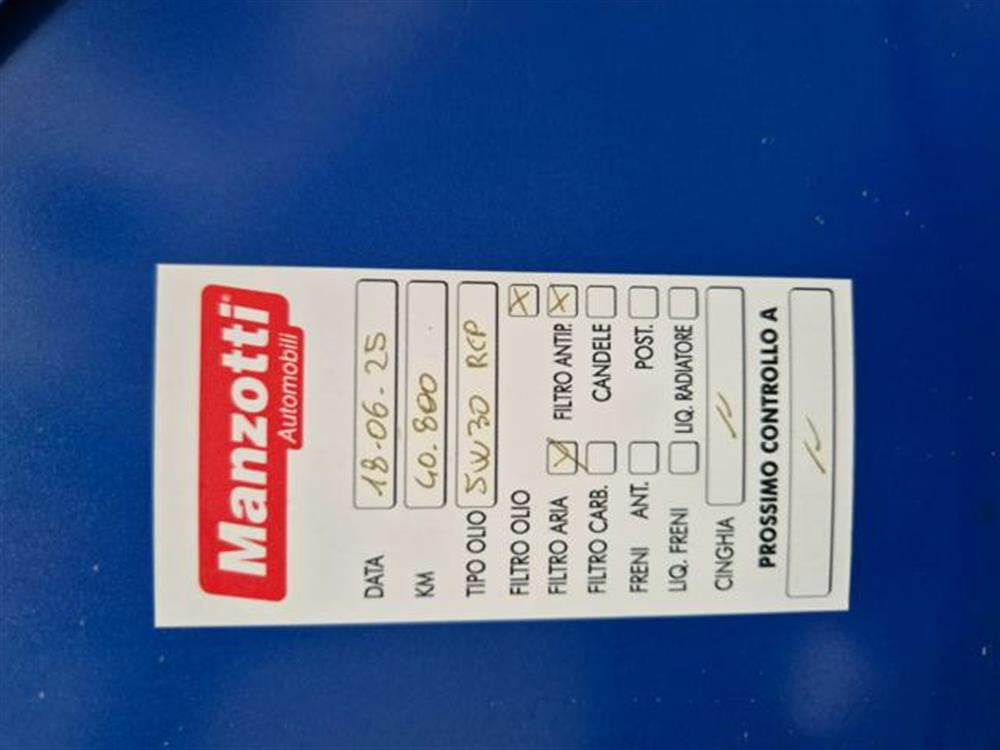 Manzotti®
Automobili
DATA 18-06-25
KM 40.800
TIPO OLIO 5W30 RCP
FILTRO OLIO X
FILTRO ARIA X FILTRO ANTIP. X
FILTRO CARB. CANDELE
FRENI ANT. POST.
LIQ. FRENI LIQ. RADIATORE
CINGHIA //
PROSSIMO CONTROLLO A
//